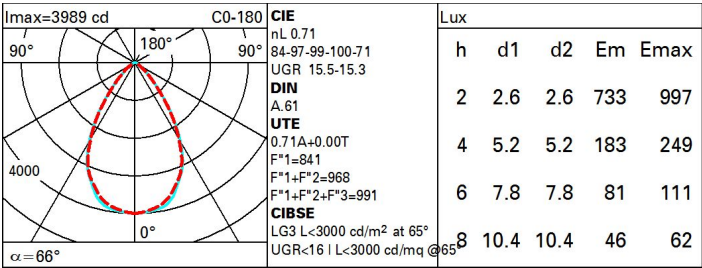 Imax=3989 cd C0-180
90° 180° 90°
4000
0°
α=66°
CIE
nL 0.71
84-97-99-100-71
UGR 15.5-15.3
DIN
A.61
UTE
0.71A+0.00T
F"1=841
F"1+F"2=968
F"1+F"2+F"3=991
CIBSE
LG3 L<3000 cd/m² at 65°
UGR<16 | L<3000 cd/mq @65°
Lux
h d1 d2 Em Emax
2 2.6 2.6 733 997
4 5.2 5.2 183 249
6 7.8 7.8 81 111
8 10.4 10.4 46 62